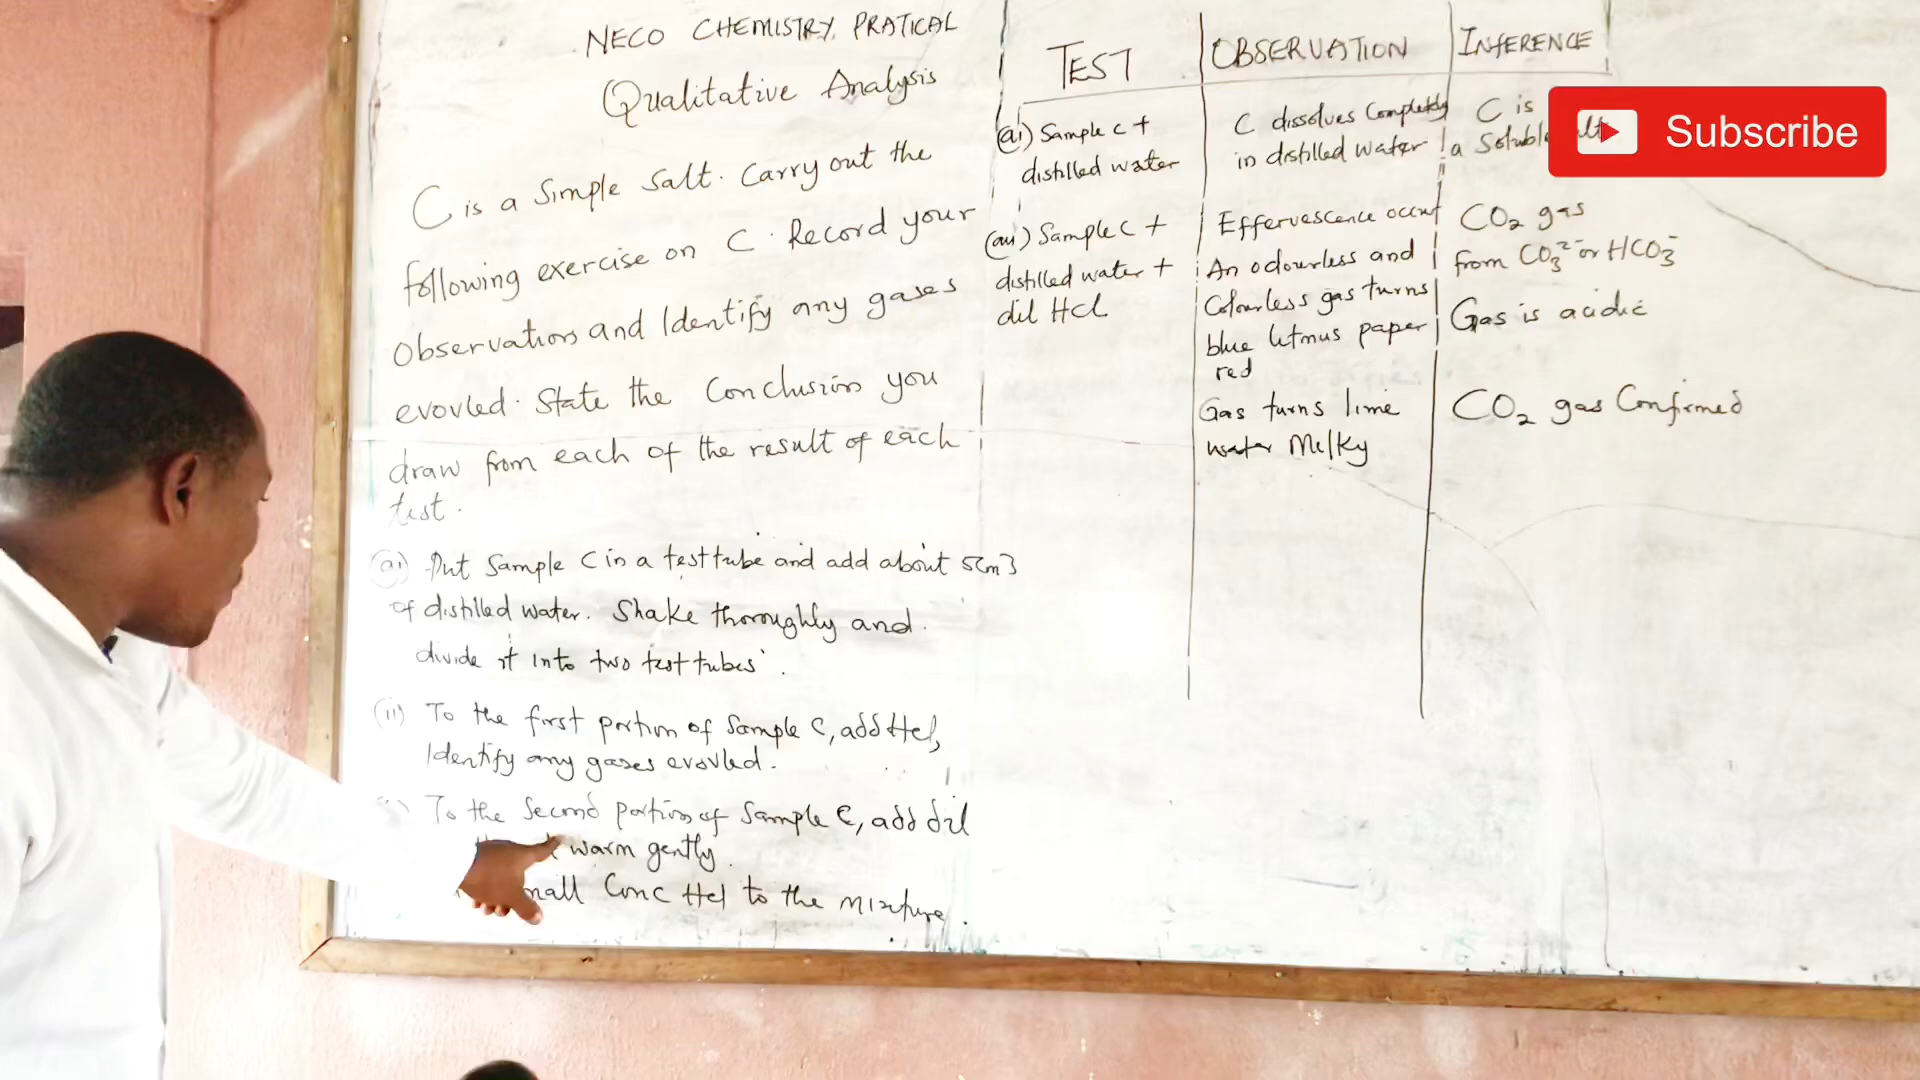 NECO CHEMISTRY PRATICAL
Qualitative Analysis
C is a Simple Salt. Carry out the
following exercise on C. Record your
Observations and Identify any gases
evovled. State the Conclusion you
draw from each of the result of each
test.
(ai) Put Sample C in a test tube and add about 5cm3
of distilled water. Shake thoroughly and
divide it into two test tubes.
(ii) To the first portion of Sample C, add Hcl,
Identify any gases evovled.
To the Second portion of Sample C, add dil
warm gently.
Conc Hcl to the mixture.
TEST
OBSERVATION
INFERENCE
(ai) Sample C +
distilled water
C dissolves Completely
in distilled water
C is
a
(aii) Sample C +
distilled water +
dil HCL
Effervescence occurs
An odourless and
Colourless gas turns
blue litmus paper
red
Gas turns lime
water Milky
CO₂ gas
from CO₃²⁻ or HCO₃⁻
Gas is acidic
CO₂ gas Confirmed
Subscribe